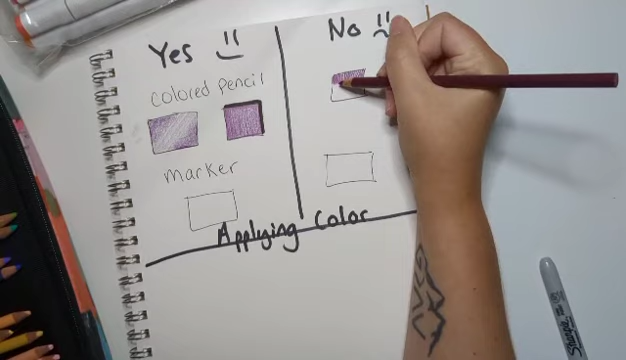 Yes
No
colored pencil
marker
Applying Color
Sharpie